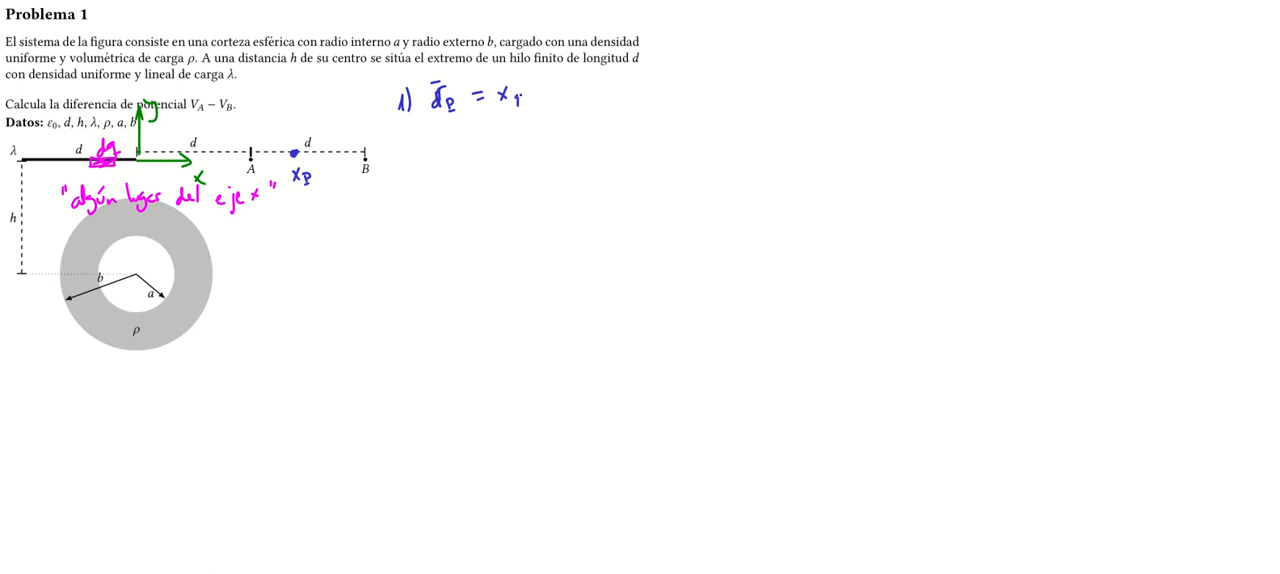 Problema 1
El sistema de la figura consiste en una corteza esférica con radio interno a y radio externo b, cargado con una densidad
uniforme y volumétrica de carga ρ. A una distancia h de su centro se sitúa el extremo de un hilo finito de longitud d
con densidad uniforme y lineal de carga λ.
Calcula la diferencia de potencial V_A − V_B.
Datos: ε₀, d, h, λ, ρ, a, b
1) r̄_P = x
y
λ d dq d d
A B
x x_P
"algún lugar del eje x"
h
b
a
ρ